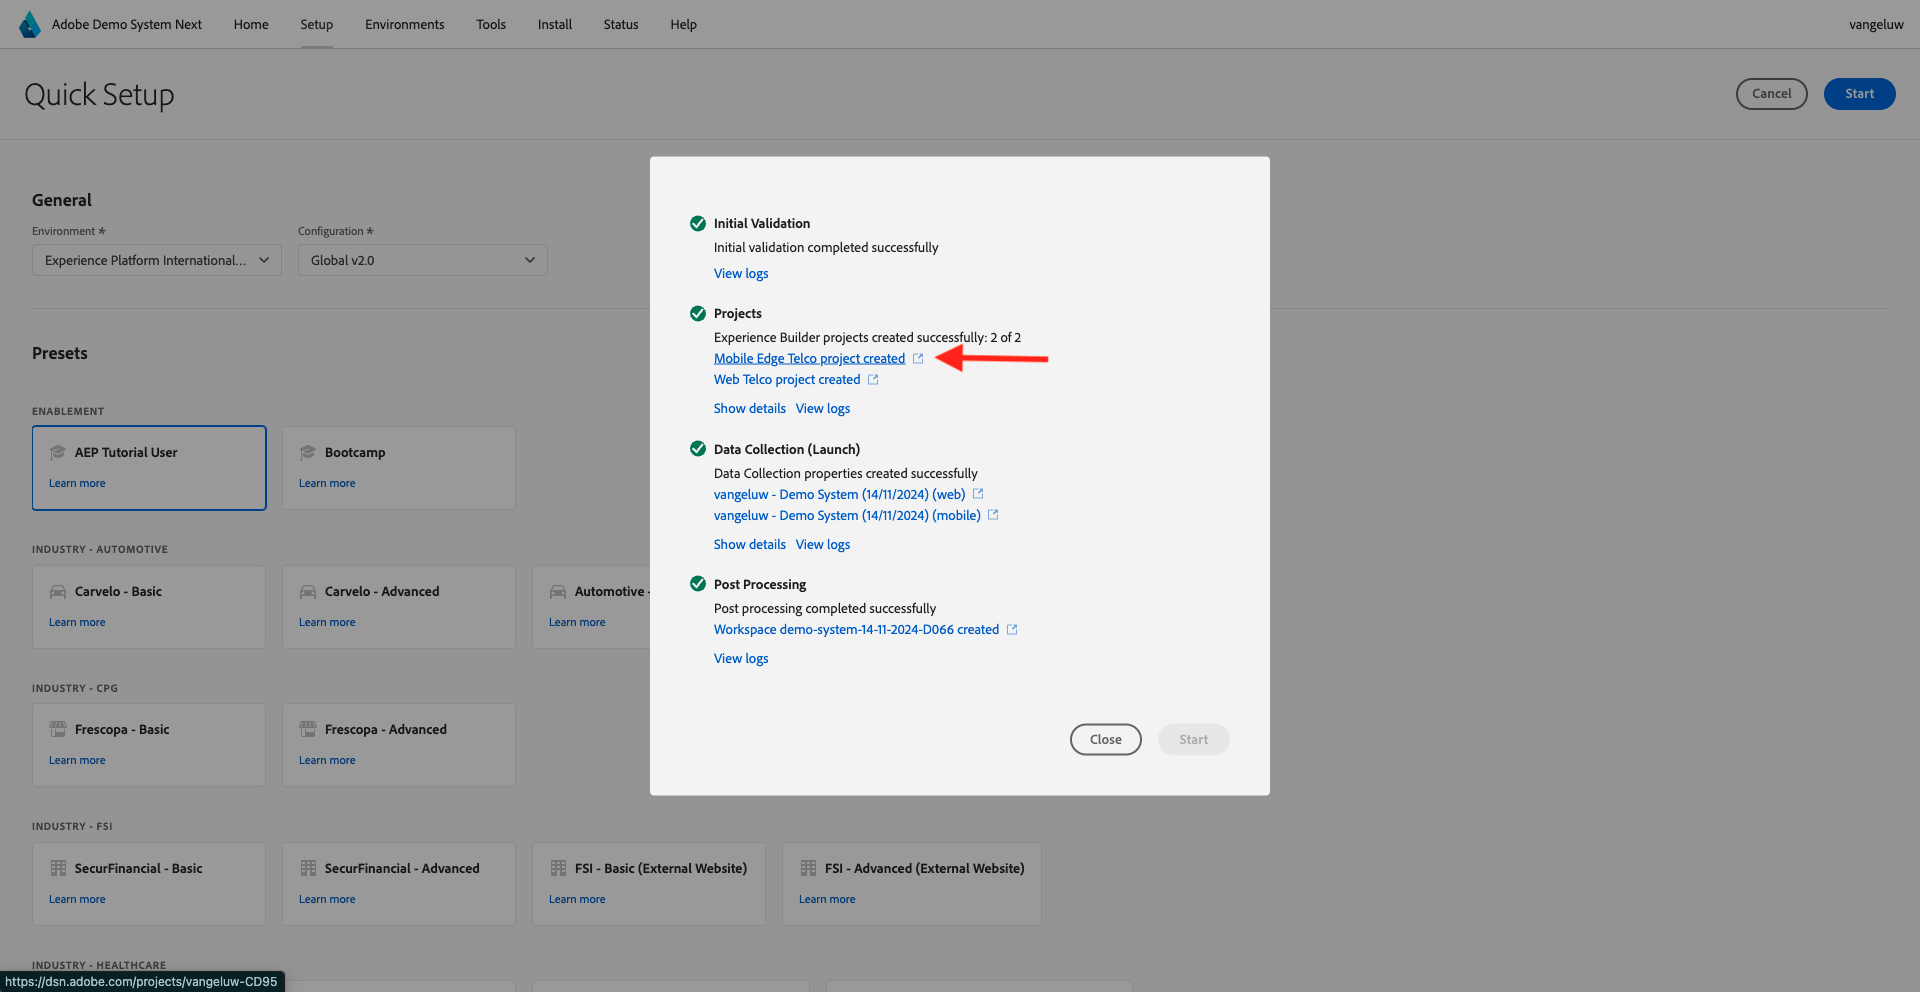 Adobe Demo System Next
Home
Setup
Environments
Tools
Install
Status
Help
vangeluw
Quick Setup
Cancel
Start
General
Environment *
Configuration *
Experience Platform International...
Global v2.0
Presets
ENABLEMENT
AEP Tutorial User
Learn more
Bootcamp
Learn more
INDUSTRY - AUTOMOTIVE
Carvelo - Basic
Learn more
Carvelo - Advanced
Learn more
Automotive -
Learn more
INDUSTRY - CPG
Frescopa - Basic
Learn more
Frescopa - Advanced
Learn more
INDUSTRY - FSI
SecurFinancial - Basic
Learn more
SecurFinancial - Advanced
Learn more
FSI - Basic (External Website)
Learn more
FSI - Advanced (External Website)
Learn more
INDUSTRY - HEALTHCARE
Initial Validation
Initial validation completed successfully
View logs
Projects
Experience Builder projects created successfully: 2 of 2
Mobile Edge Telco project created
Web Telco project created
Show details View logs
Data Collection (Launch)
Data Collection properties created successfully
vangeluw - Demo System (14/11/2024) (web)
vangeluw - Demo System (14/11/2024) (mobile)
Show details View logs
Post Processing
Post processing completed successfully
Workspace demo-system-14-11-2024-D066 created
View logs
Close
Start
https://dsn.adobe.com/projects/vangeluw-CD95